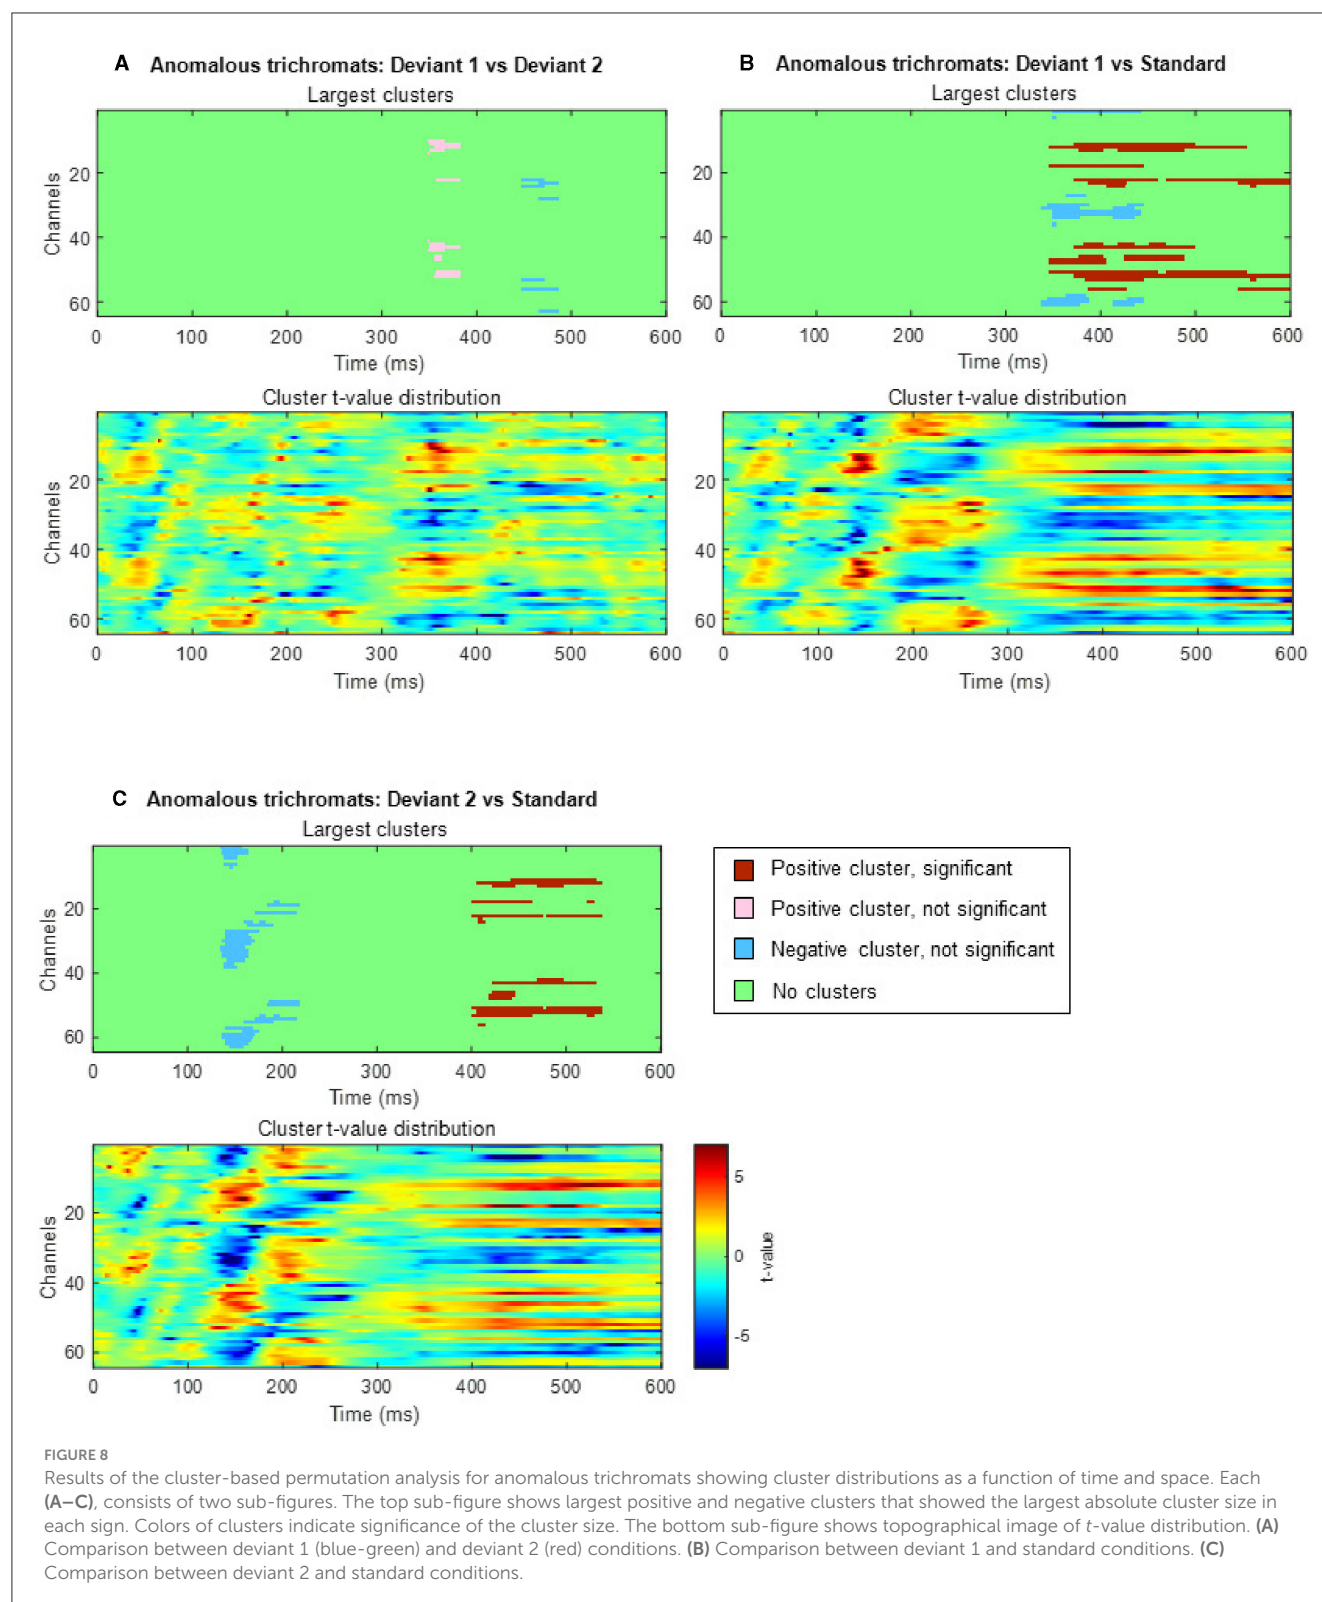 A Anomalous trichromats: Deviant 1 vs Deviant 2
Largest clusters
Channels
20
40
60
0 100 200 300 400 500 600
Time (ms)
Cluster t-value distribution
Channels
20
40
60
0 100 200 300 400 500 600
Time (ms)
B Anomalous trichromats: Deviant 1 vs Standard
Largest clusters
20
40
60
0 100 200 300 400 500 600
Time (ms)
Cluster t-value distribution
20
40
60
0 100 200 300 400 500 600
Time (ms)
C Anomalous trichromats: Deviant 2 vs Standard
Largest clusters
Channels
20
40
60
0 100 200 300 400 500 600
Time (ms)
Positive cluster, significant
Positive cluster, not significant
Negative cluster, not significant
No clusters
Cluster t-value distribution
Channels
20
40
60
0 100 200 300 400 500 600
Time (ms)
5
0
-5
t-value
FIGURE 8
Results of the cluster-based permutation analysis for anomalous trichromats showing cluster distributions as a function of time and space. Each
(A–C), consists of two sub-figures. The top sub-figure shows largest positive and negative clusters that showed the largest absolute cluster size in
each sign. Colors of clusters indicate significance of the cluster size. The bottom sub-figure shows topographical image of t-value distribution. (A)
Comparison between deviant 1 (blue-green) and deviant 2 (red) conditions. (B) Comparison between deviant 1 and standard conditions. (C)
Comparison between deviant 2 and standard conditions.